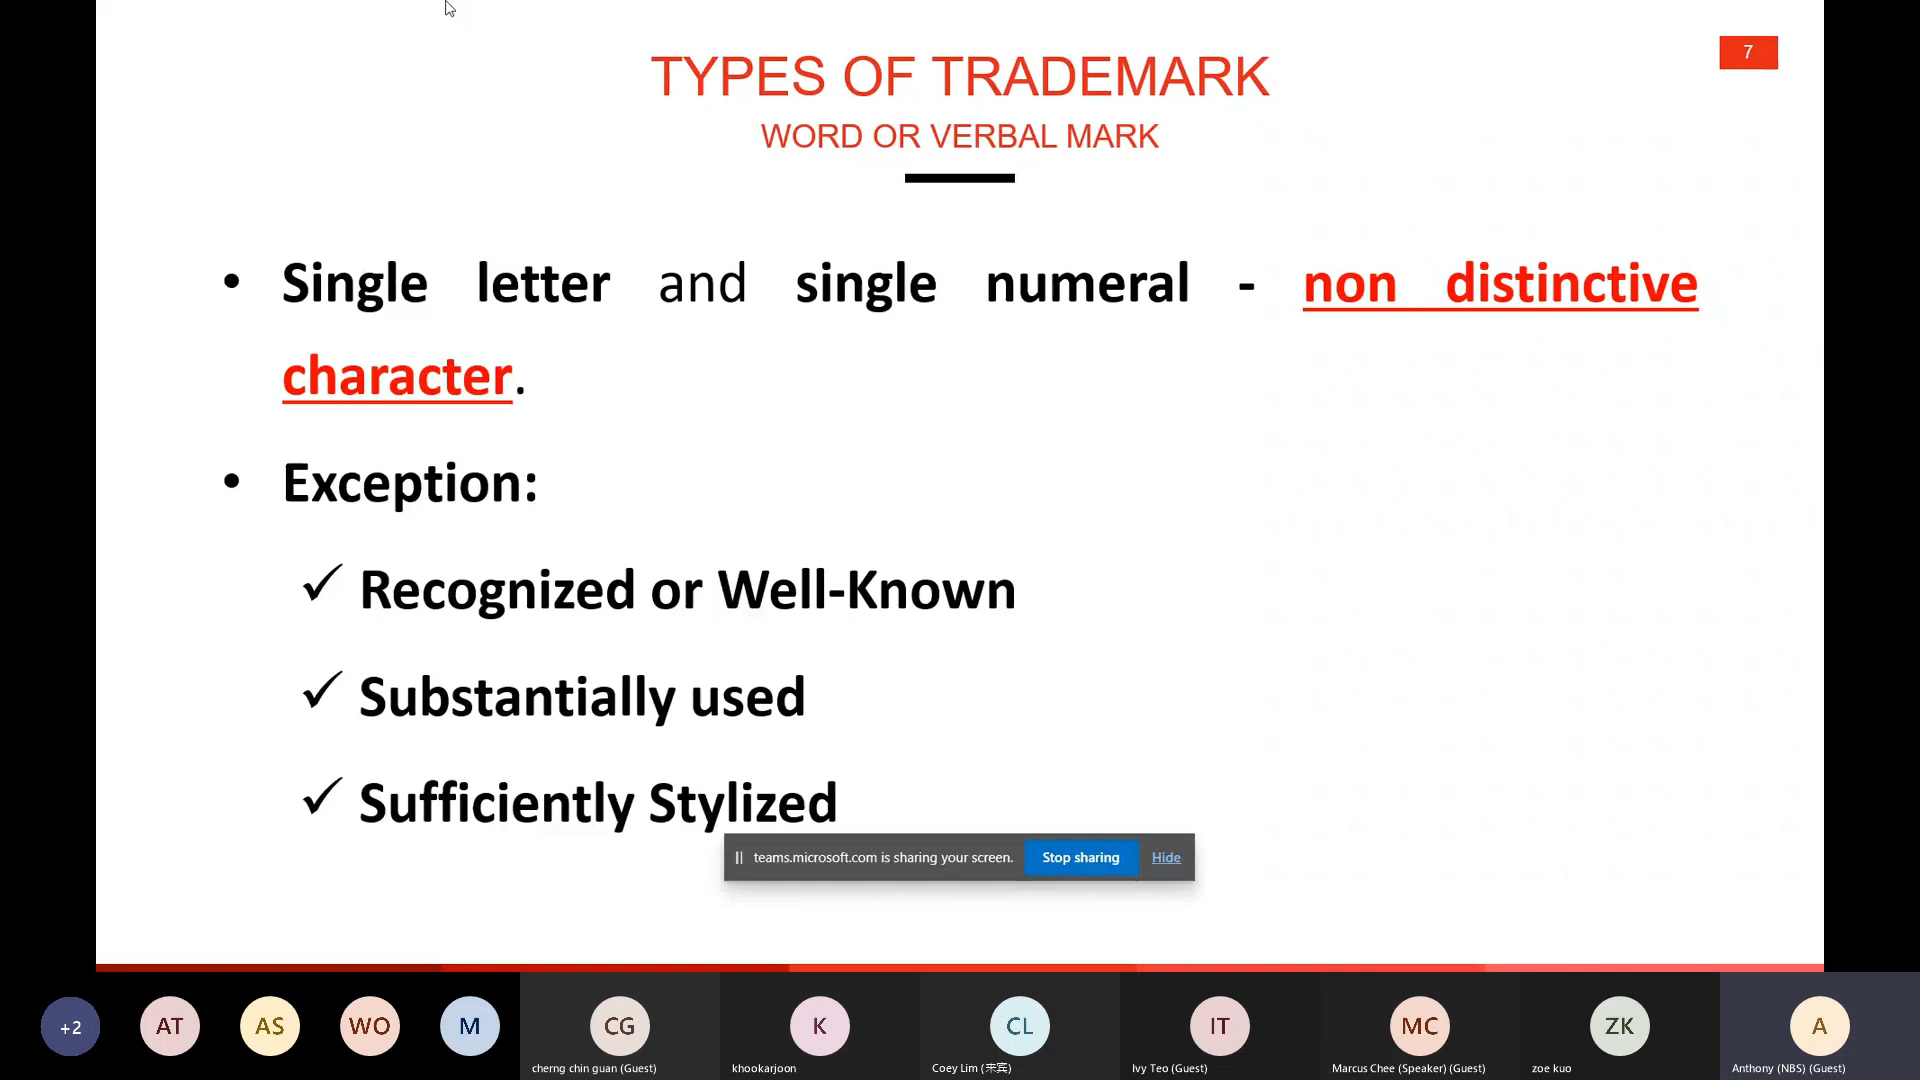 7
TYPES OF TRADEMARK
WORD OR VERBAL MARK
• Single letter and single numeral - non distinctive
character.
• Exception:
✓ Recognized or Well-Known
✓ Substantially used
✓ Sufficiently Stylized
teams.microsoft.com is sharing your screen. Stop sharing Hide
+2 AT AS WO M CG K CL IT MC ZK A
cherng chin guan (Guest) khookarjoon Coey Lim (来宾) Ivy Teo (Guest) Marcus Chee (Speaker) (Guest) zoe kuo Anthony (NBS) (Guest)